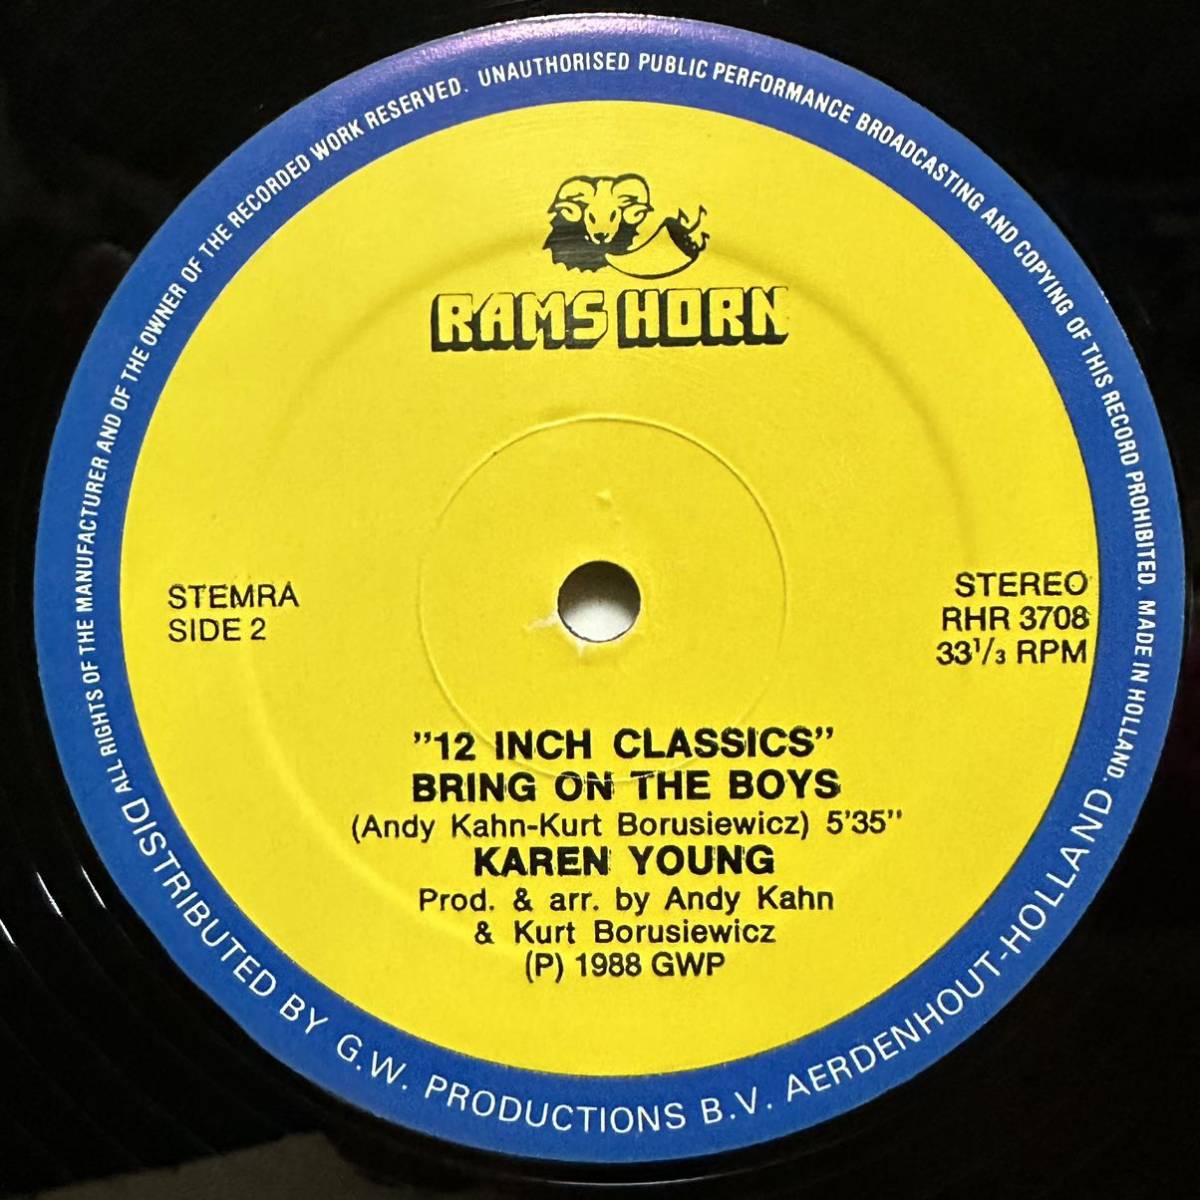 ALL RIGHTS OF THE MANUFACTURER AND OF THE OWNER OF THE RECORDED WORK RESERVED. UNAUTHORISED PUBLIC PERFORMANCE BROADCASTING AND COPYING OF THIS RECORD PROHIBITED. MADE IN HOLLAND.
RAMS HORN
STEMRA
SIDE 2
STEREO
RHR 3708
33 1/3 RPM
"12 INCH CLASSICS"
BRING ON THE BOYS
(Andy Kahn-Kurt Borusiewicz) 5'35"
KAREN YOUNG
Prod. & arr. by Andy Kahn
& Kurt Borusiewicz
(P) 1988 GWP
DISTRIBUTED BY G.W. PRODUCTIONS B.V. AERDENHOUT-HOLLAND